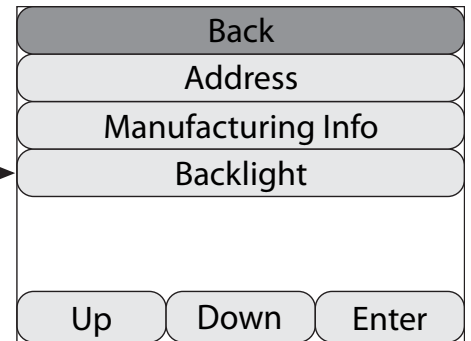 Back
Address
Manufacturing Info
Backlight
Up Down Enter